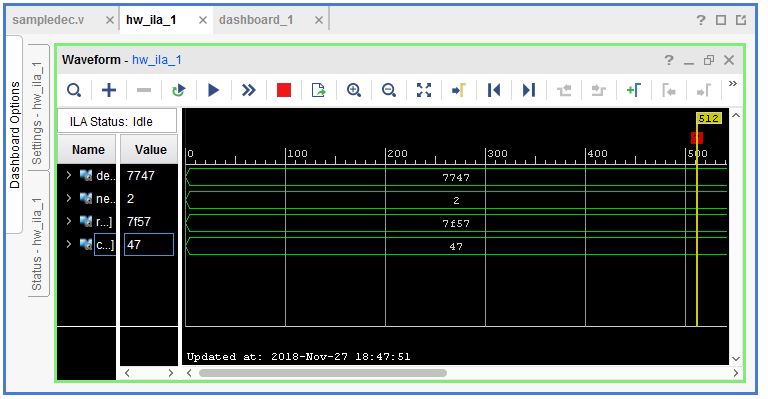 sampledec.v × hw_ila_1 × dashboard_1 ×
Dashboard Options
Settings - hw_ila_1
Status - hw_ila_1
Waveform - hw_ila_1
ILA Status: Idle
Name Value
0 100 200 300 400 500
512
de.. 7747 7747
ne.. 2 2
r...] 7f57 7f57
c...] 47 47
Updated at: 2018-Nov-27 18:47:51